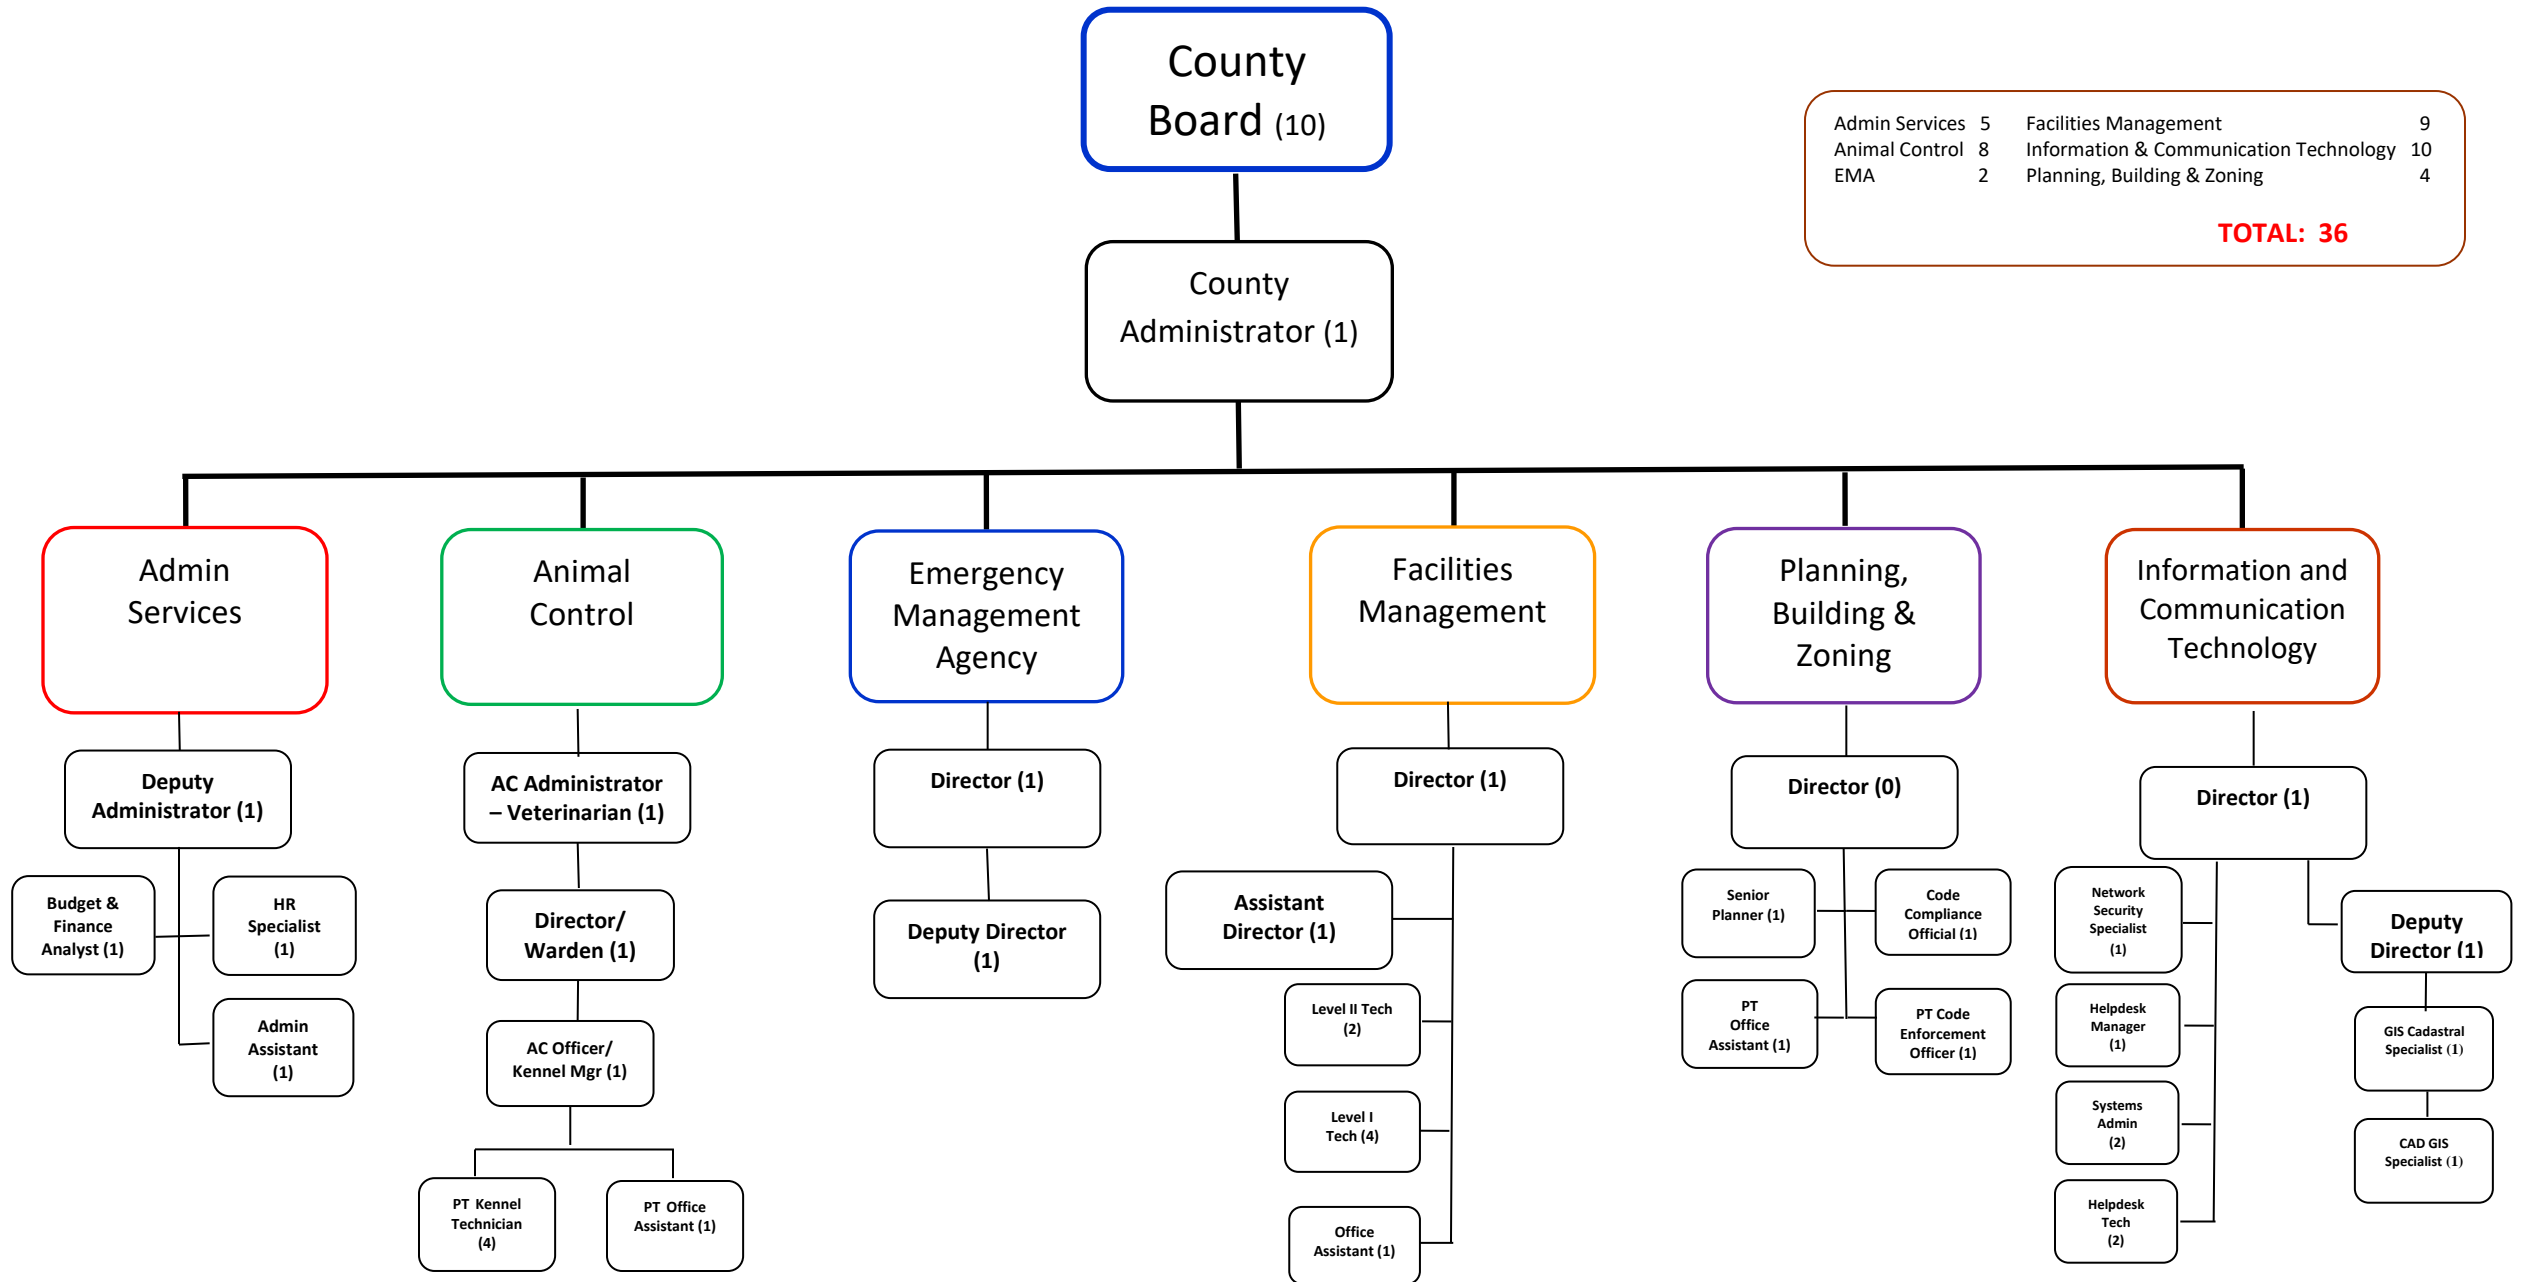 County
Board (10)
Admin Services 5 Facilities Management 9
Animal Control 8 Information & Communication Technology 10
EMA 2 Planning, Building & Zoning 4
TOTAL: 36
County
Administrator (1)
Admin
Services
Animal
Control
Emergency
Management
Agency
Facilities
Management
Planning,
Building &
Zoning
Information and
Communication
Technology
Deputy
Administrator (1)
Budget &
Finance
Analyst (1)
HR
Specialist
(1)
Admin
Assistant
(1)
AC Administrator
– Veterinarian (1)
Director/
Warden (1)
AC Officer/
Kennel Mgr (1)
PT Kennel
Technician
(4)
PT Office
Assistant (1)
Director (1)
Deputy Director
(1)
Director (1)
Assistant
Director (1)
Level II Tech
(2)
Level I
Tech (4)
Office
Assistant (1)
Director (0)
Senior
Planner (1)
Code
Compliance
Official (1)
PT
Office
Assistant (1)
PT Code
Enforcement
Officer (1)
Director (1)
Network
Security
Specialist
(1)
Helpdesk
Manager
(1)
Systems
Admin
(2)
Helpdesk
Tech
(2)
Deputy
Director (1)
GIS Cadastral
Specialist (1)
CAD GIS
Specialist (1)